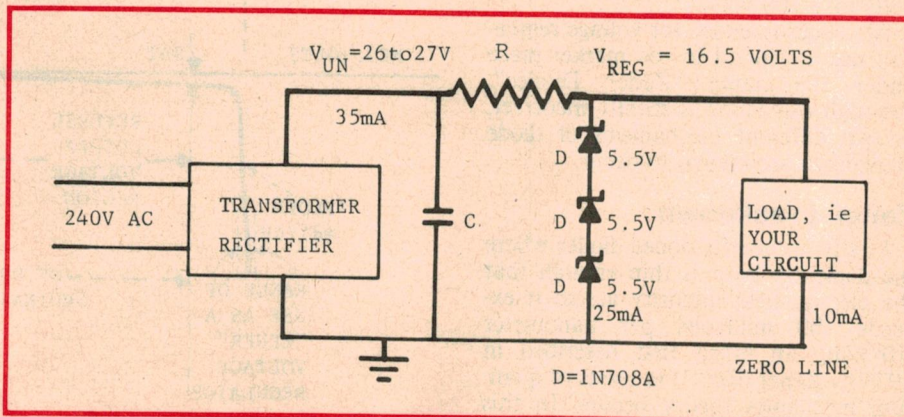 V_UN=26to27V
R
V_REG = 16.5 VOLTS
35mA
D 5.5V
240V AC
TRANSFORMER
RECTIFIER
C
D 5.5V
LOAD, ie
YOUR
CIRCUIT
D 5.5V
25mA
10mA
ZERO LINE
D=1N708A